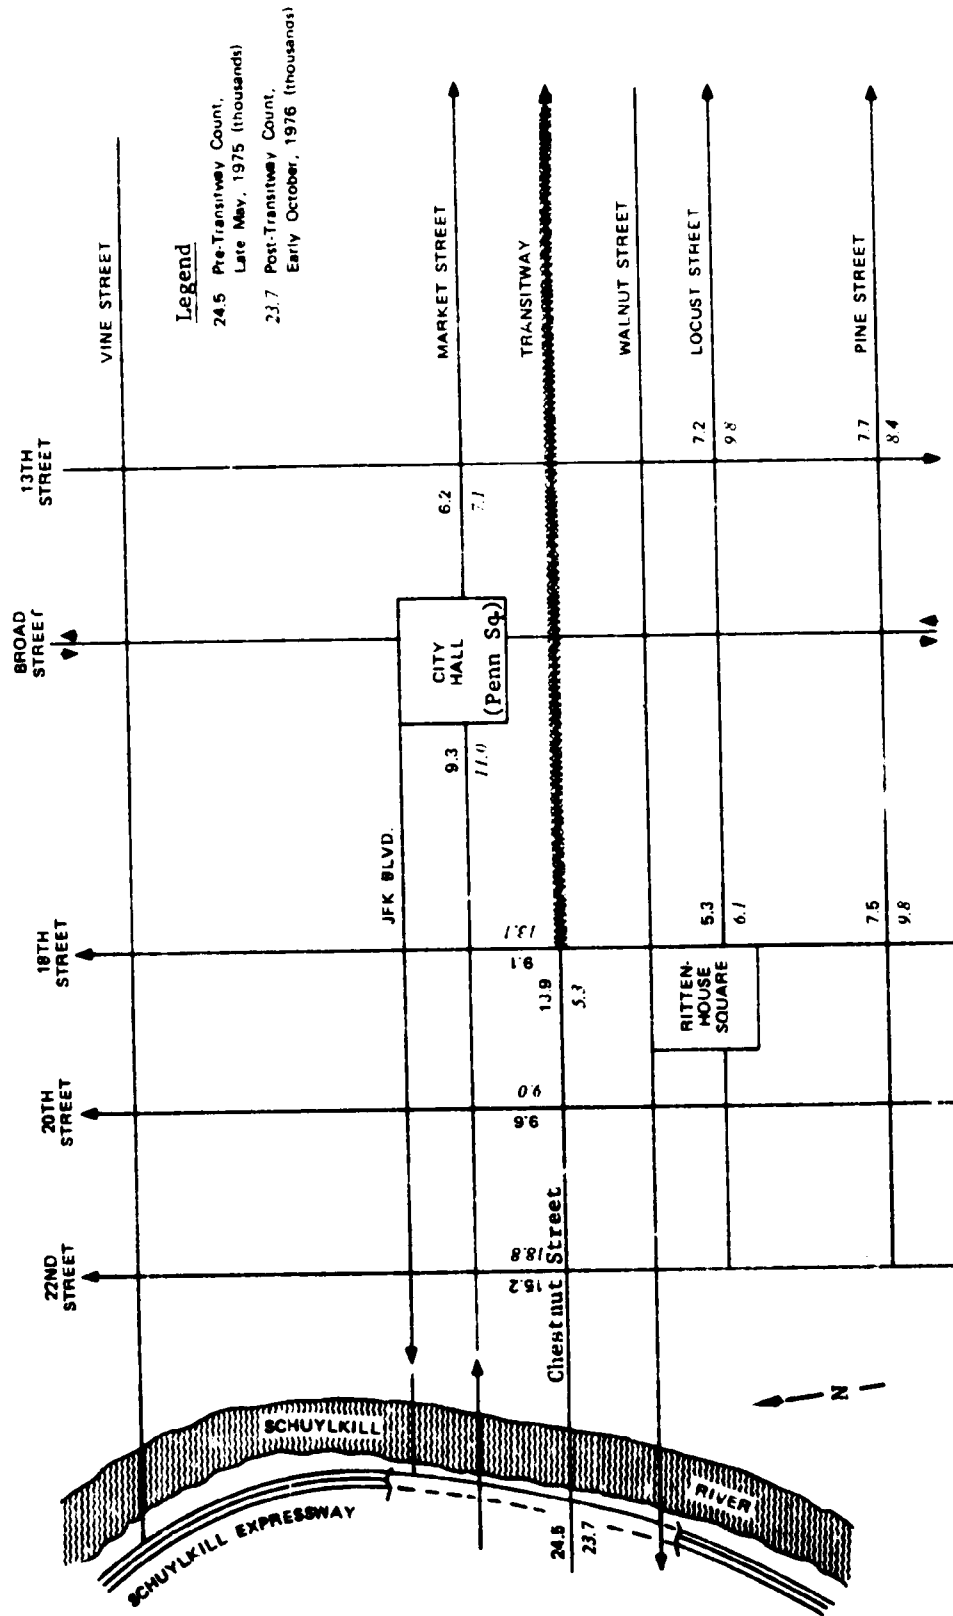 22ND
STREET
20TH
STREET
18TH
STREET
BROAD
STREET
13TH
STREET
VINE STREET
Legend
24.5 Pre-Transitway Count,
Late May, 1975 (thousands)
23.7 Post-Transitway Count,
Early October, 1976 (thousands)
JFK BLVD.
CITY
HALL
(Penn Sq.)
9.3
11.0
6.2
7.1
MARKET STREET
15.2
18.8
9.6
9.0
9.1
13.1
TRANSITWAY
Chestnut Street
13.9
5.3
24.5
23.7
WALNUT STREET
RITTEN-
HOUSE
SQUARE
5.3
6.1
7.2
9.8
LOCUST STREET
7.5
9.8
7.7
8.4
PINE STREET
SCHUYLKILL
RIVER
SCHUYLKILL EXPRESSWAY
N